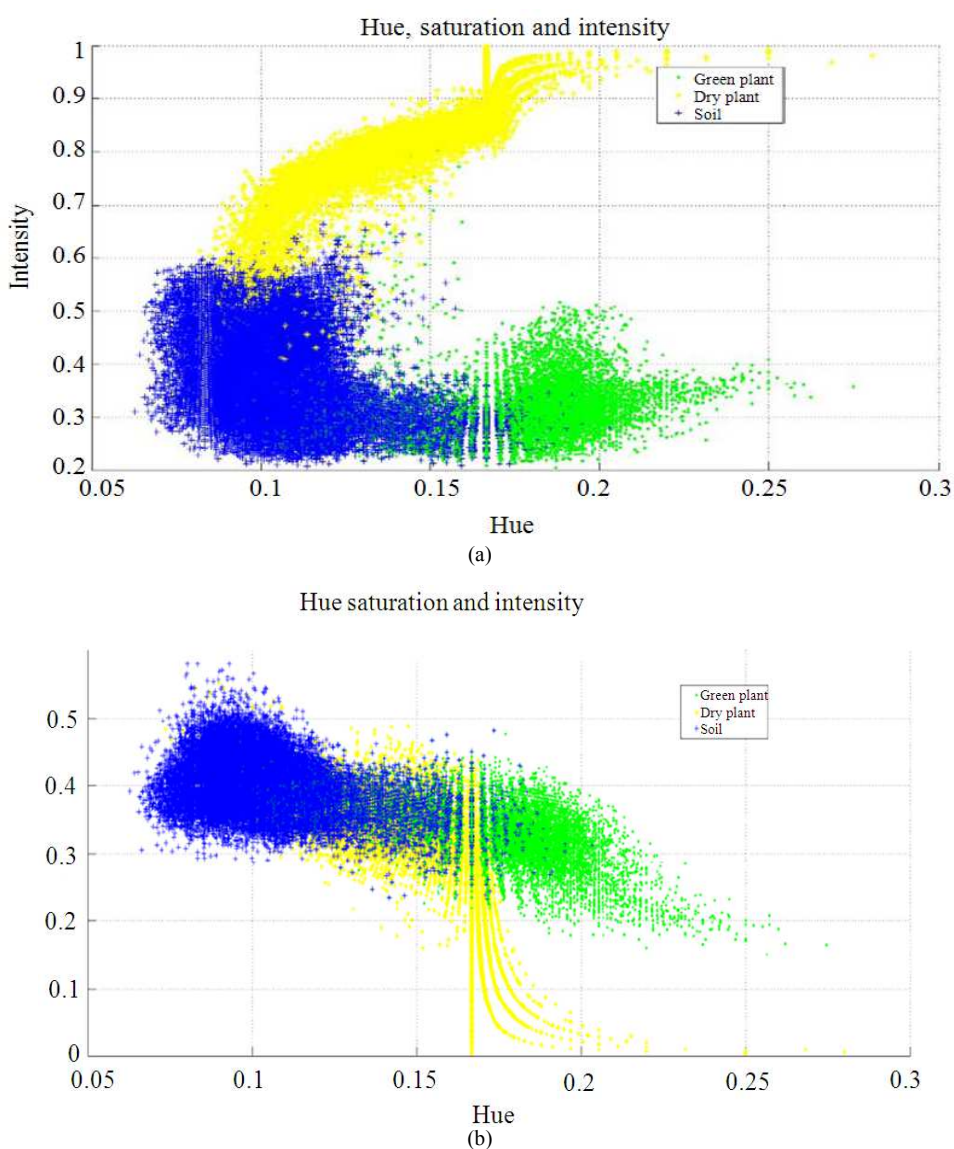 Hue, saturation and intensity
1
0.9
0.8
0.7
0.6
0.5
0.4
0.3
0.2
Intensity
Green plant
Dry plant
Soil
0.05 0.1 0.15 0.2 0.25 0.3
Hue
(a)
Hue saturation and intensity
0.5
0.4
0.3
0.2
0.1
0
Green plant
Dry plant
Soil
0.05 0.1 0.15 0.2 0.25 0.3
Hue
(b)